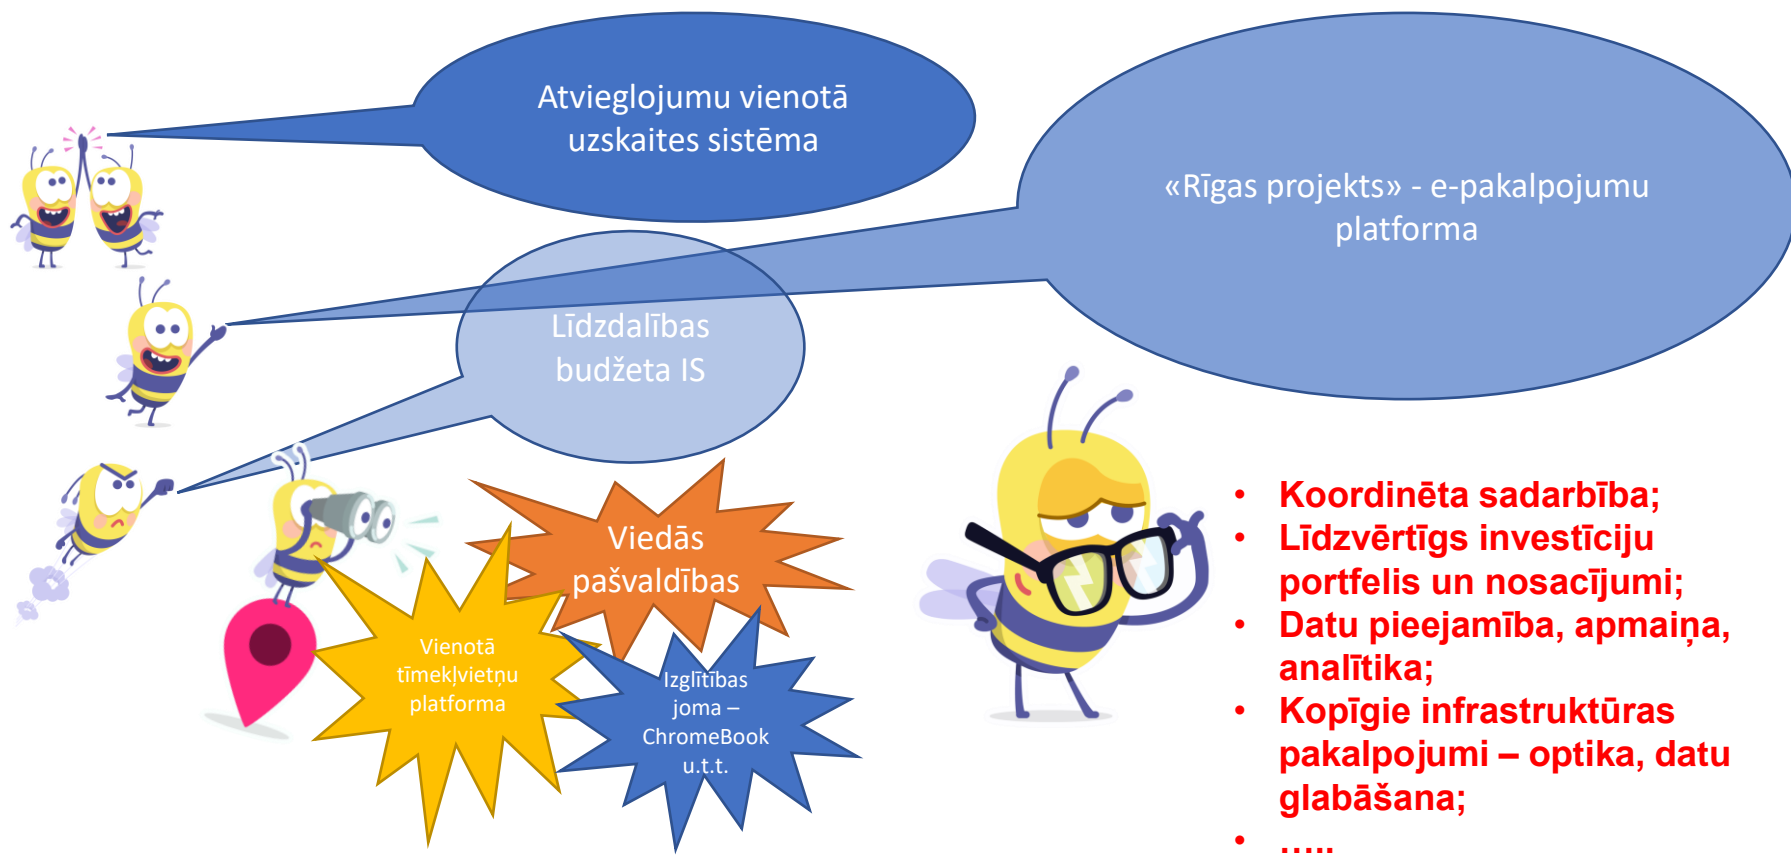 Atvieglojumu vienotā
uzskaites sistēma
«Rīgas projekts» - e-pakalpojumu
platforma
Līdzdalības
budžeta IS
Viedās
pašvaldības
Vienotā
tīmekļvietņu
platforma
Izglītības
joma –
ChromeBook
u.t.t.
• Koordinēta sadarbība;
• Līdzvērtīgs investīciju
portfelis un nosacījumi;
• Datu pieejamība, apmaiņa,
analītika;
• Kopīgie infrastruktūras
pakalpojumi – optika, datu
glabāšana;
• .....